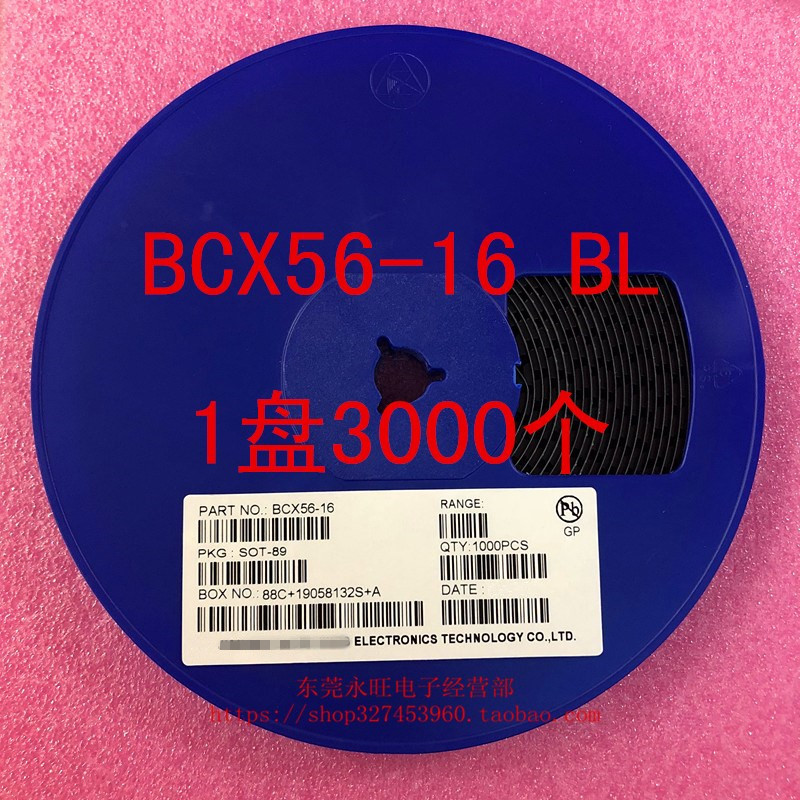 BCX56-16 BL
1盘3000个
PART NO.: BCX56-16
RANGE:
Pb
GP
PKG : SOT-89
QTY:1000PCS
BOX NO.: 88C+19058132S+A
DATE :
ELECTRONICS TECHNOLOGY CO.,LTD.
东莞永旺电子经营部
https://shop327453960.taobao.com